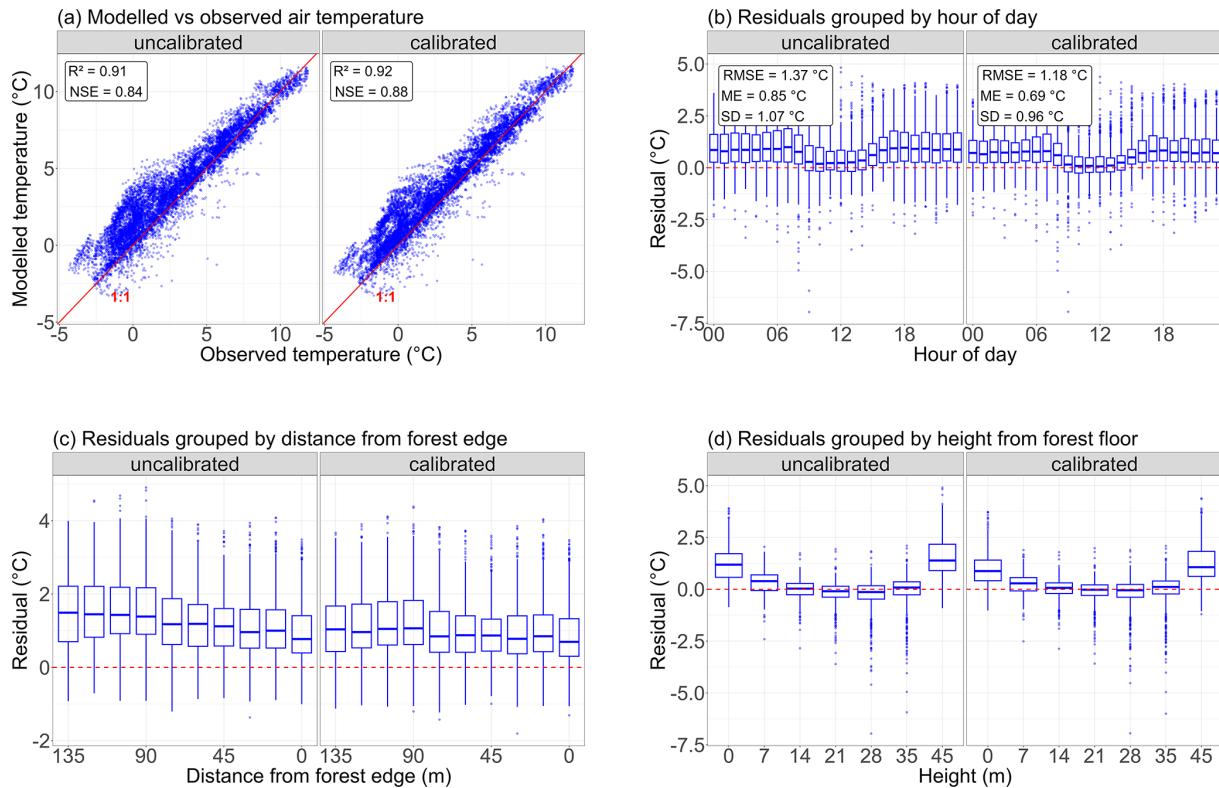 (a) Modelled vs observed air temperature
uncalibrated
calibrated
R² = 0.91
NSE = 0.84
R² = 0.92
NSE = 0.88
1:1
1:1
Modelled temperature (°C)
10
5
0
-5
-5 0 5 10 -5 0 5 10
Observed temperature (°C)
(b) Residuals grouped by hour of day
uncalibrated
calibrated
RMSE = 1.37 °C
ME = 0.85 °C
SD = 1.07 °C
RMSE = 1.18 °C
ME = 0.69 °C
SD = 0.96 °C
Residual (°C)
5.0
2.5
0.0
-2.5
-5.0
-7.5
00 06 12 18 00 06 12 18
Hour of day
(c) Residuals grouped by distance from forest edge
uncalibrated
calibrated
Residual (°C)
4
2
0
-2
135 90 45 0 135 90 45 0
Distance from forest edge (m)
(d) Residuals grouped by height from forest floor
uncalibrated
calibrated
Residual (°C)
5.0
2.5
0.0
-2.5
-5.0
-7.5
0 7 14 21 28 35 45 0 7 14 21 28 35 45
Height (m)